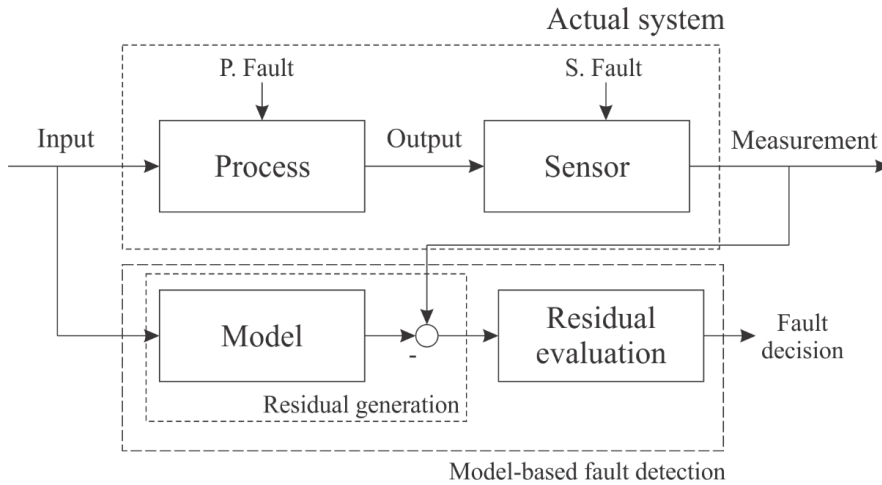 Actual system
P. Fault
S. Fault
Input
Process
Output
Sensor
Measurement
Model
-
Residual
evaluation
Fault
decision
Residual generation
Model-based fault detection